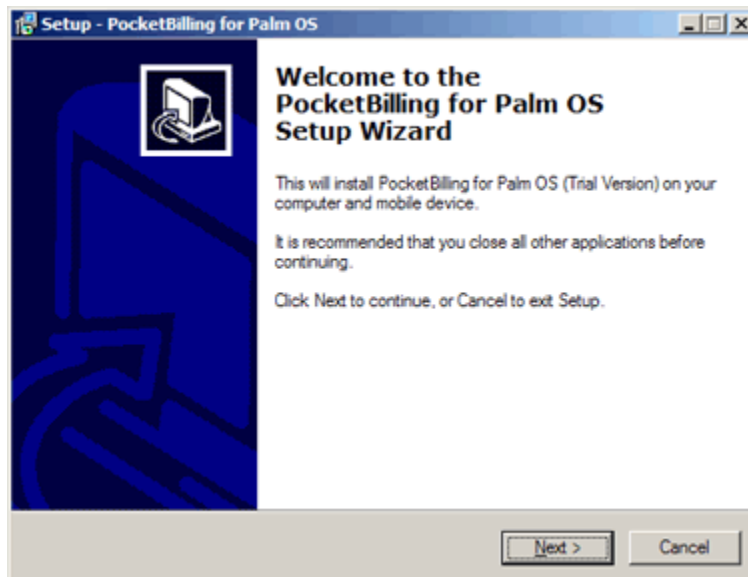 Setup - PocketBilling for Palm OS
Welcome to the
PocketBilling for Palm OS
Setup Wizard
This will install PocketBilling for Palm OS (Trial Version) on your
computer and mobile device.
It is recommended that you close all other applications before
continuing.
Click Next to continue, or Cancel to exit Setup.
Next >
Cancel